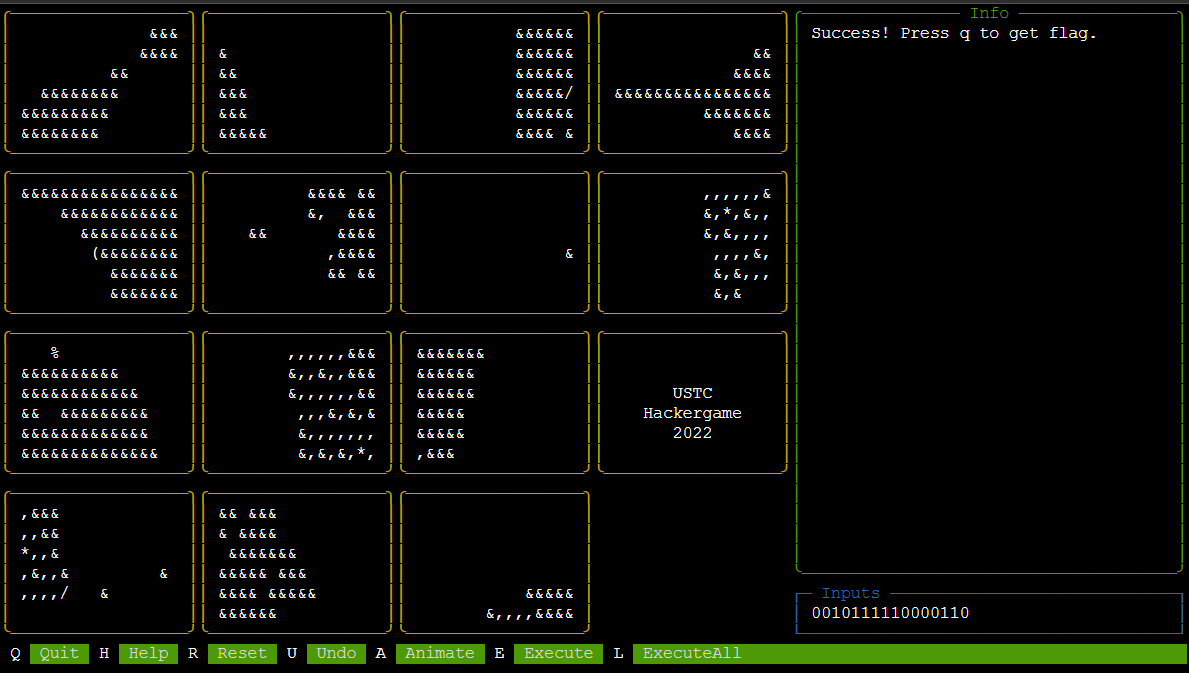 Info
Success! Press q to get flag.
USTC
Hackergame
2022
Inputs
0010111110000110
Q Quit H Help R Reset U Undo A Animate E Execute L ExecuteAll